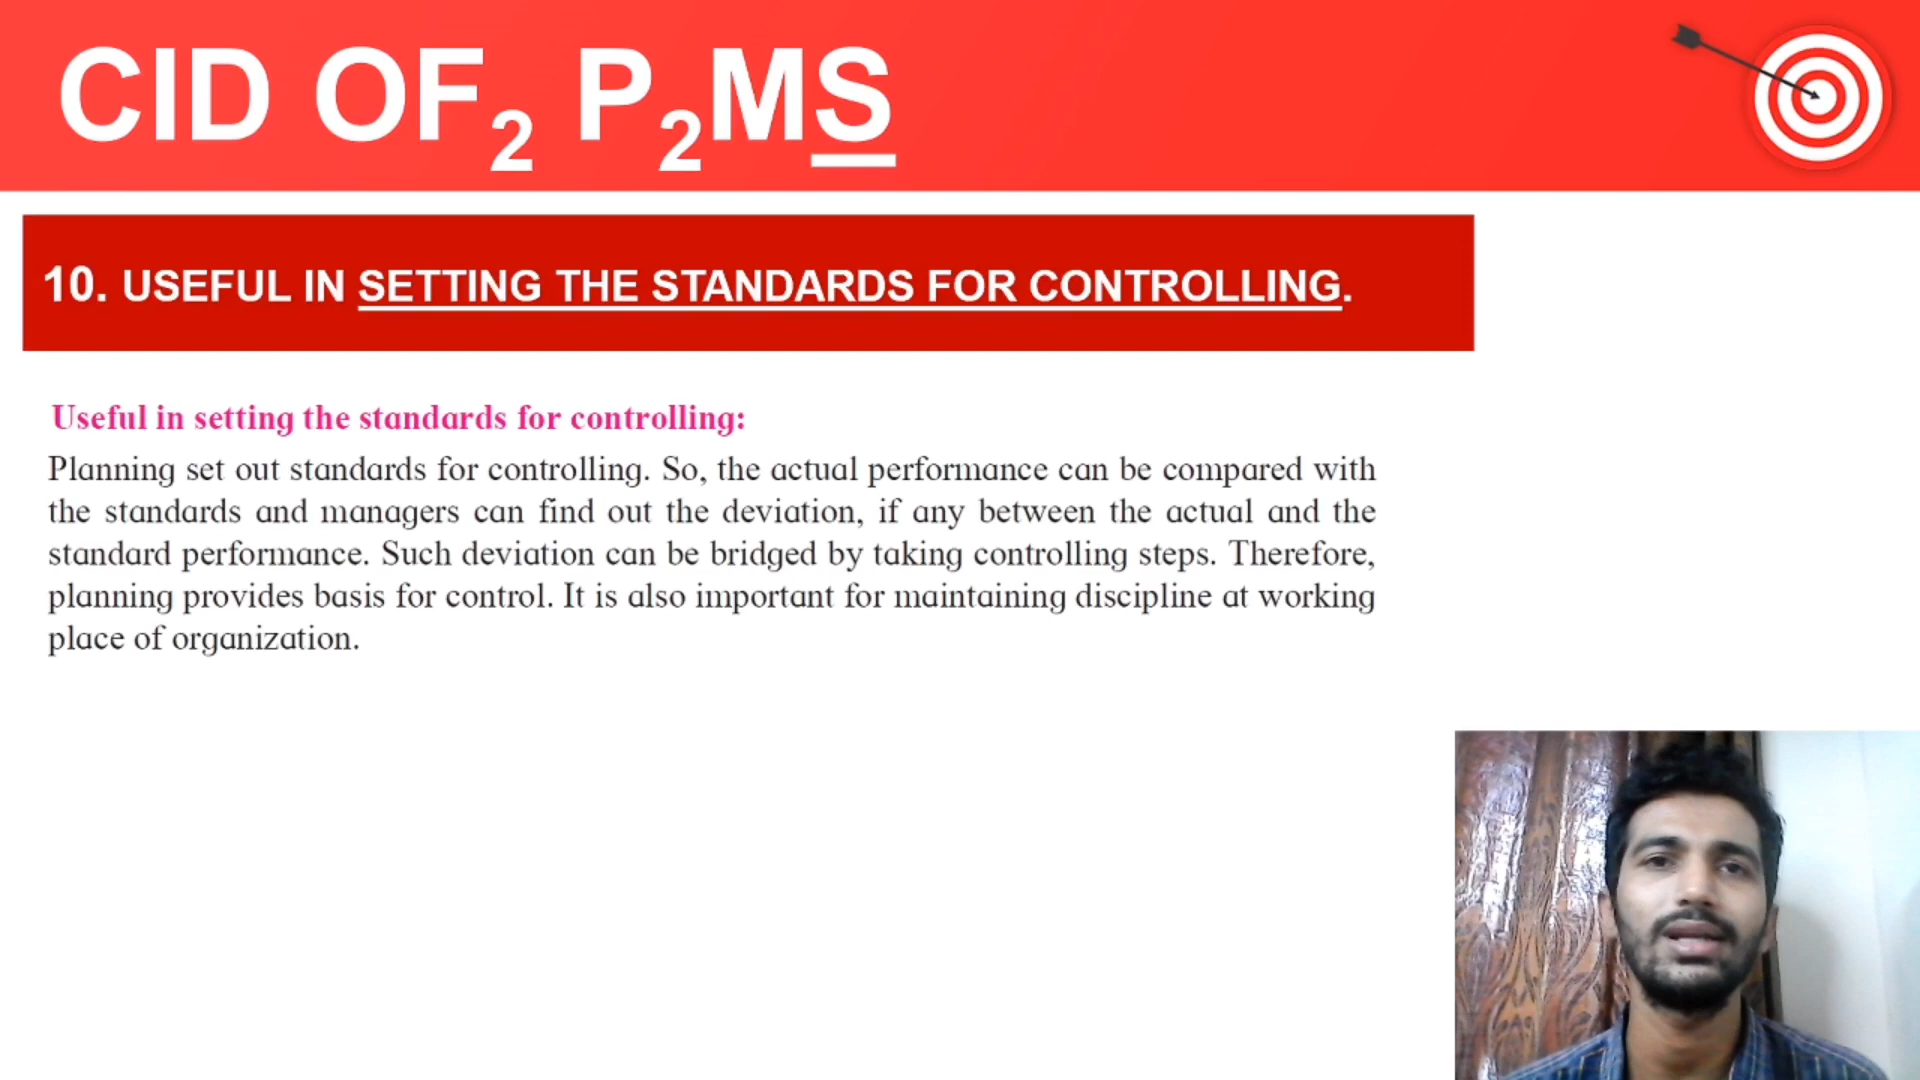 CID OF₂ P₂MS
10. USEFUL IN SETTING THE STANDARDS FOR CONTROLLING.
Useful in setting the standards for controlling:
Planning set out standards for controlling. So, the actual performance can be compared with
the standards and managers can find out the deviation, if any between the actual and the
standard performance. Such deviation can be bridged by taking controlling steps. Therefore,
planning provides basis for control. It is also important for maintaining discipline at working
place of organization.